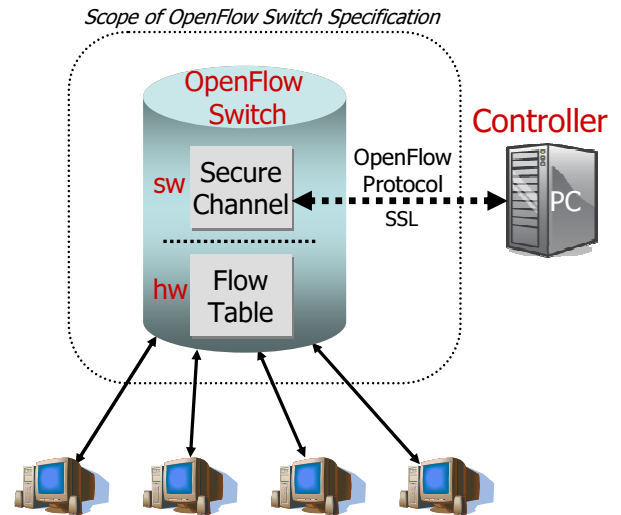 Scope of OpenFlow Switch Specification
OpenFlow
Switch
Controller
sw
Secure
Channel
OpenFlow
Protocol
SSL
PC
hw
Flow
Table